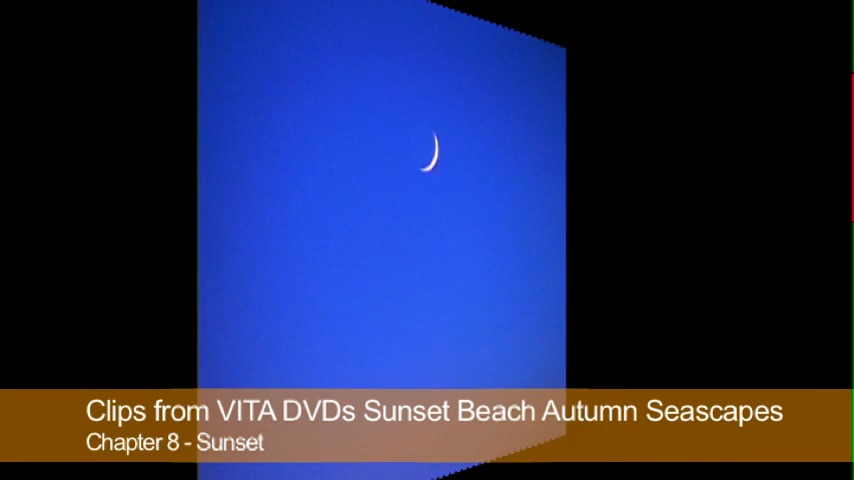 Clips from VITA DVDs Sunset Beach Autumn Seascapes
Chapter 8 - Sunset